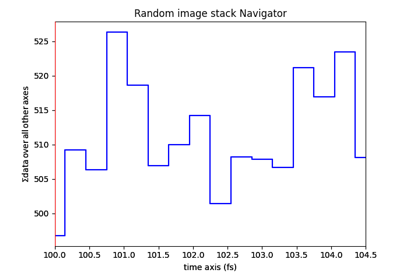 Random image stack Navigator
525
520
515
510
505
500
Σdata over all other axes
100.0 100.5 101.0 101.5 102.0 102.5 103.0 103.5 104.0 104.5
time axis (fs)